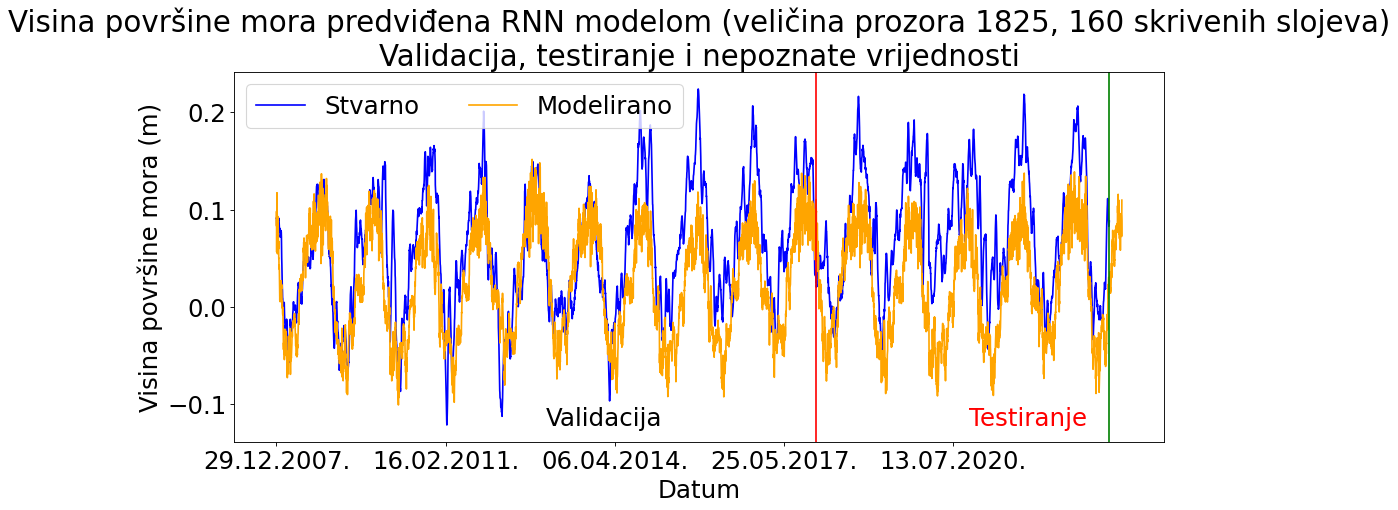 Visina površine mora predviđena RNN modelom (veličina prozora 1825, 160 skrivenih slojeva)
Validacija, testiranje i nepoznate vrijednosti
Stvarno Modelirano
Visina površine mora (m)
0.2
0.1
0.0
−0.1
Validacija
Testiranje
29.12.2007. 16.02.2011. 06.04.2014. 25.05.2017. 13.07.2020.
Datum